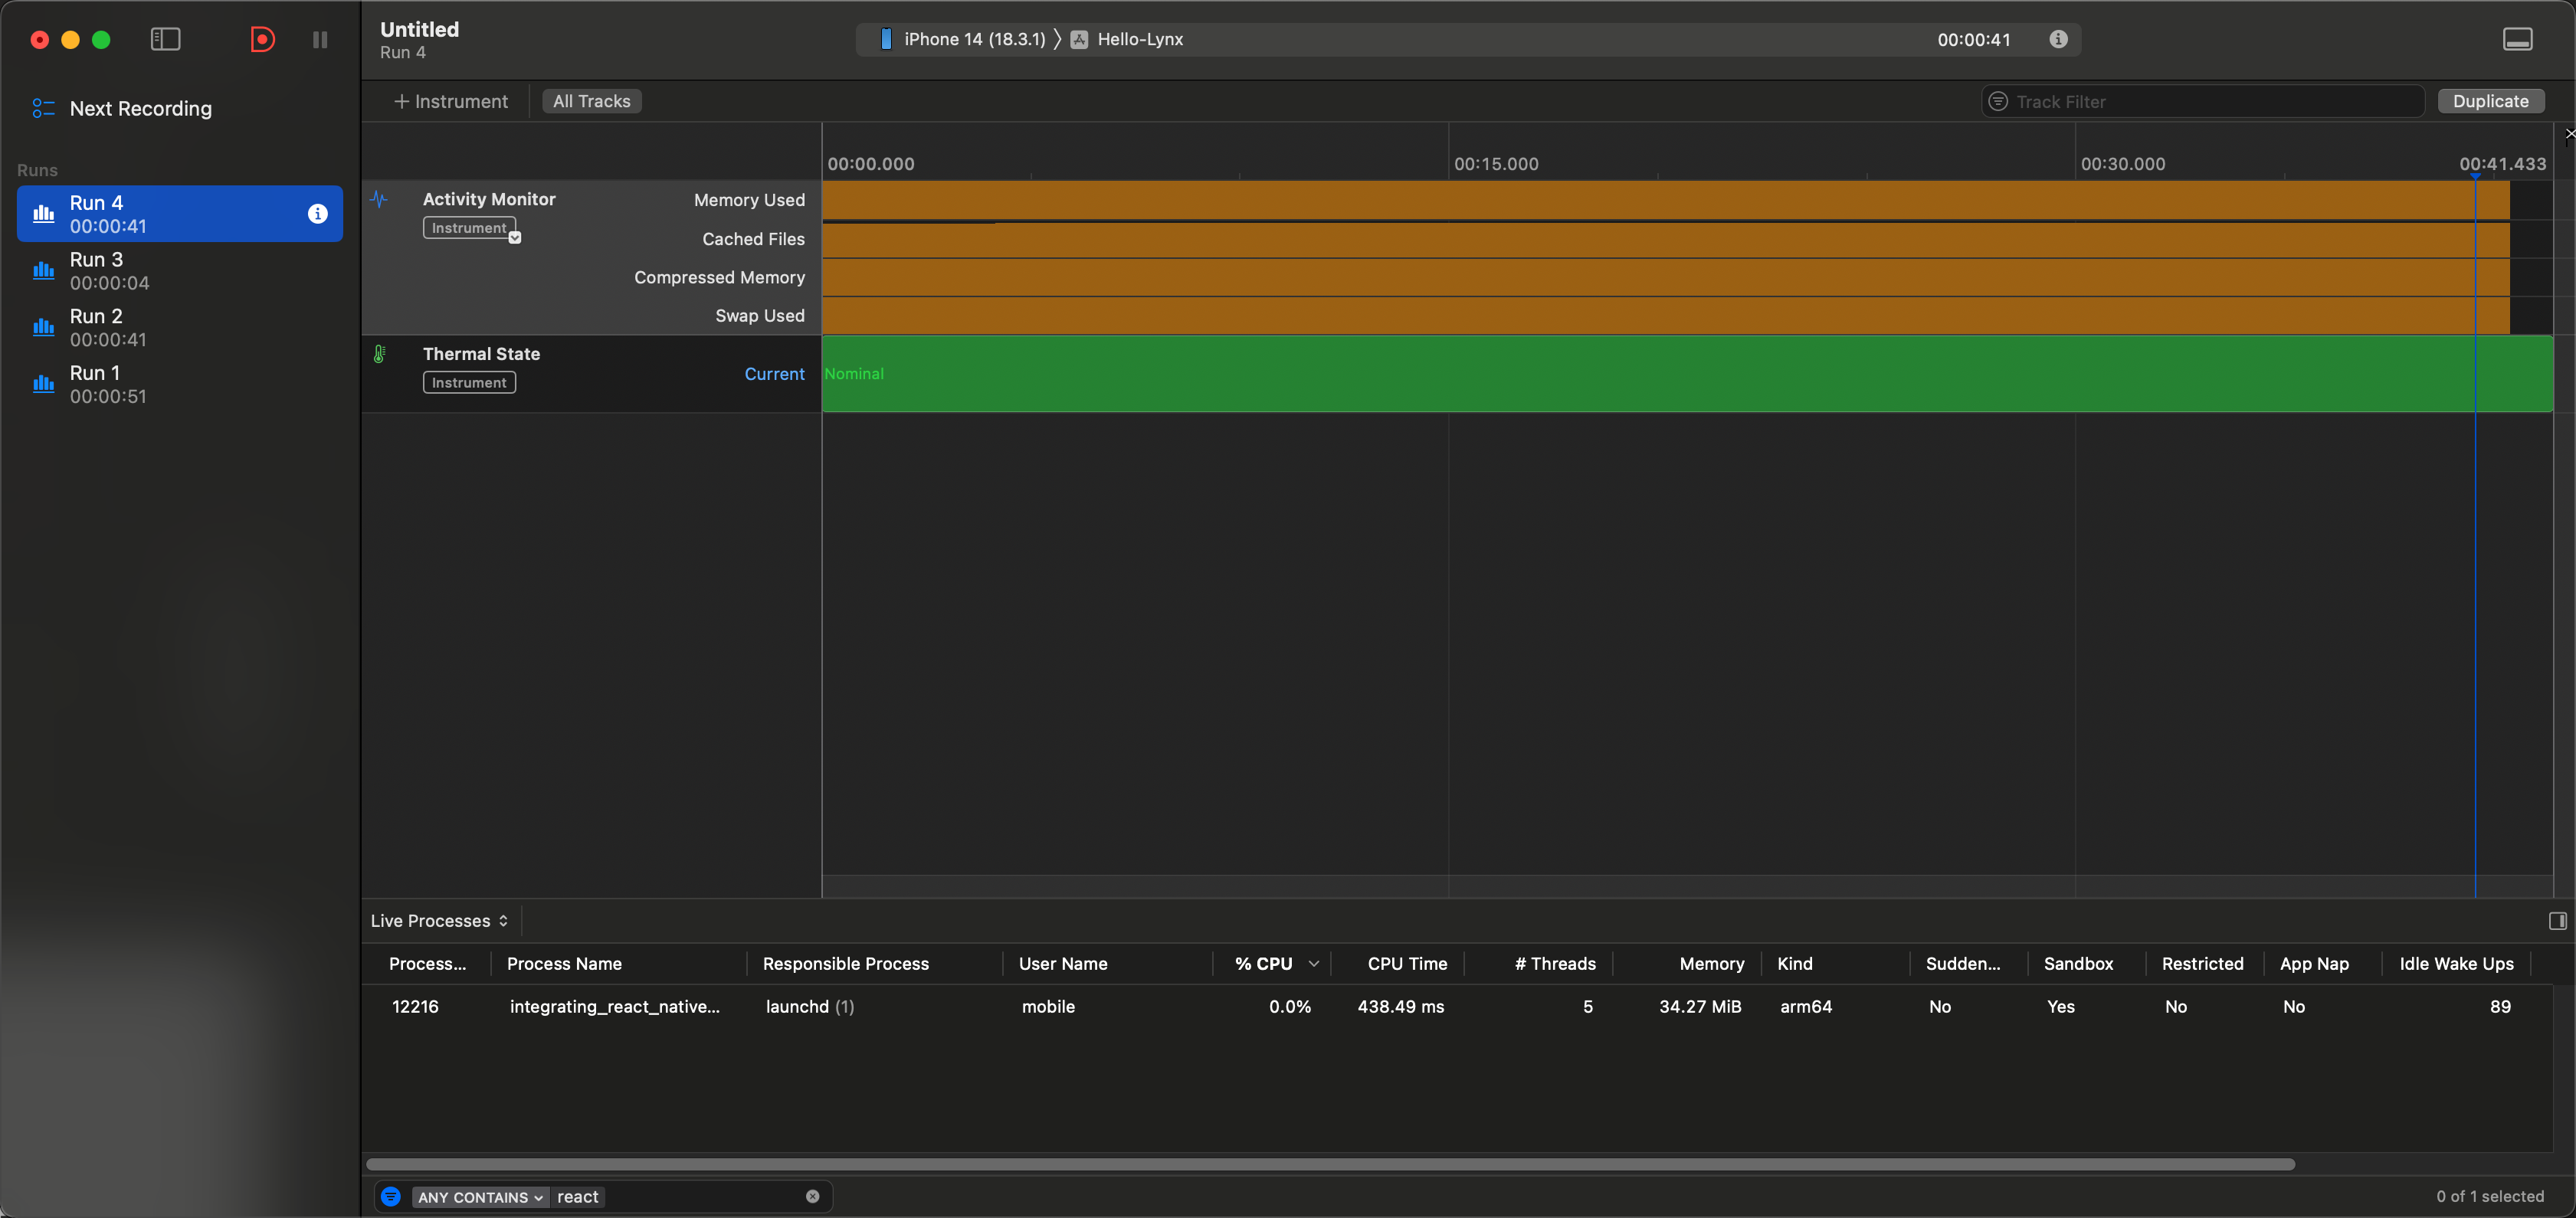 Untitled
Run 4
iPhone 14 (18.3.1) 〉 Hello-Lynx
00:00:41
Next Recording
Runs
Run 4
00:00:41
Run 3
00:00:04
Run 2
00:00:41
Run 1
00:00:51
+ Instrument
All Tracks
Track Filter
Duplicate
00:00.000
00:15.000
00:30.000
00:41.433
Activity Monitor
Instrument
Memory Used
Cached Files
Compressed Memory
Swap Used
Thermal State
Instrument
Current
Nominal
Live Processes
Process... Process Name Responsible Process User Name % CPU CPU Time # Threads Memory Kind Sudden... Sandbox Restricted App Nap Idle Wake Ups
12216 integrating_react_native... launchd (1) mobile 0.0% 438.49 ms 5 34.27 MiB arm64 No Yes No No 89
ANY CONTAINS react
0 of 1 selected